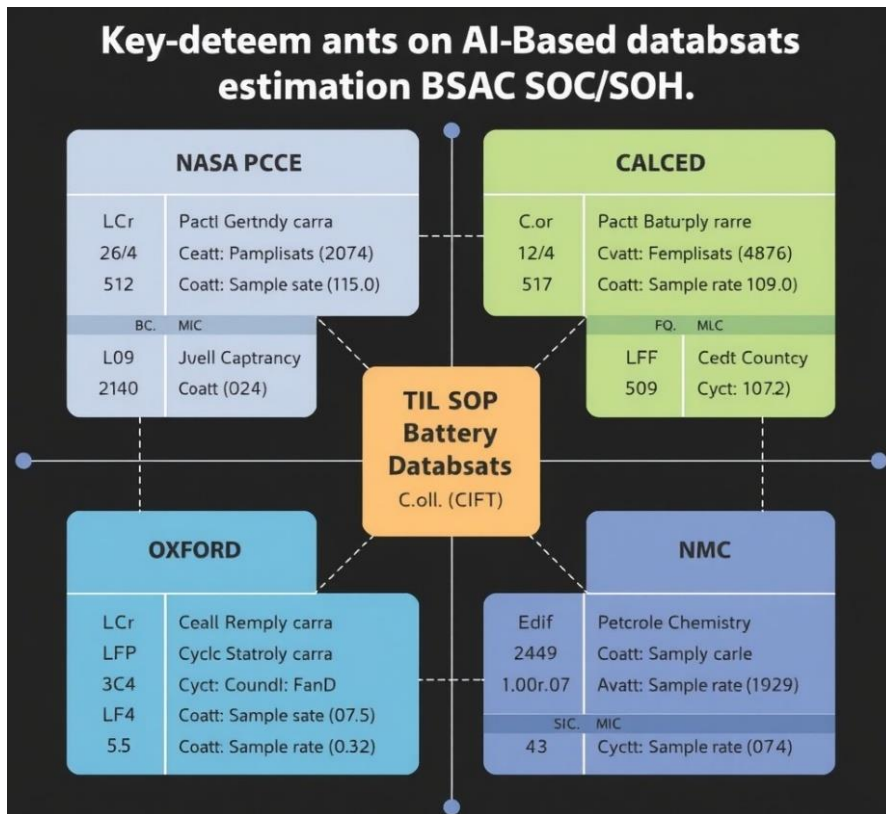 Key-deteem ants on AI-Based databsats
estimation BSAC SOC/SOH.
NASA PCCE
LCr Pactl Gertndy carra
26/4 Ceatt: Pamplisats (2074)
512 Coatt: Sample sate (115.0)
BC. MIC
L09 Jvell Captrancy
2140 Coatt (024)
CALCED
C.or Pactt Batu·ply rarre
12/4 Cvatt: Femplisats (4876)
517 Coatt: Sample rate 109.0)
FQ. MLC
LFF Cedt Countcy
509 Cyct: 107.2)
TIL SOP
Battery
Databsats
C.oll. (CIFT)
OXFORD
LCr Ceall Remply carra
LFP Cyclc Statroly carra
3C4 Cyct: Coundl: FanD
LF4 Coatt: Sample sate (07.5)
5.5 Coatt: Sample rate (0.32)
NMC
Edif Petcrole Chemistry
2449 Coatt: Samply carle
1.00r.07 Avatt: Sample rate (1929)
SIC. MIC
43 Cyctt: Sample rate (074)